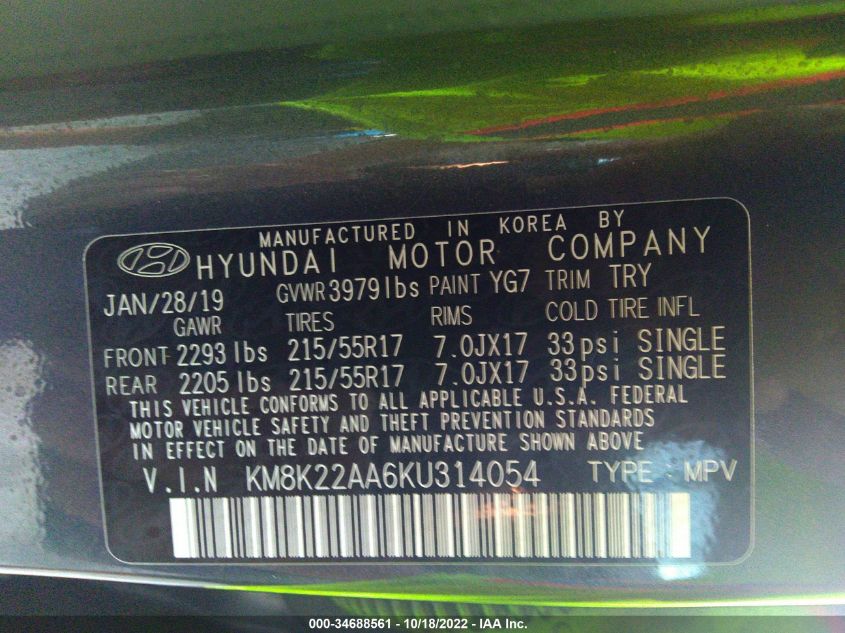 MANUFACTURED IN KOREA BY
HYUNDAI MOTOR COMPANY
JAN/28/19 GVWR 3979lbs PAINT YG7 TRIM TRY
GAWR TIRES RIMS COLD TIRE INFL
FRONT 2293 lbs 215/55R17 7.0JX17 33psi SINGLE
REAR 2205 lbs 215/55R17 7.0JX17 33psi SINGLE
THIS VEHICLE CONFORMS TO ALL APPLICABLE U.S.A. FEDERAL
MOTOR VEHICLE SAFETY AND THEFT PREVENTION STANDARDS
IN EFFECT ON THE DATE OF MANUFACTURE SHOWN ABOVE
V.I.N KM8K22AA6KU314054 TYPE : MPV
000-34688561 - 10/18/2022 - IAA Inc.